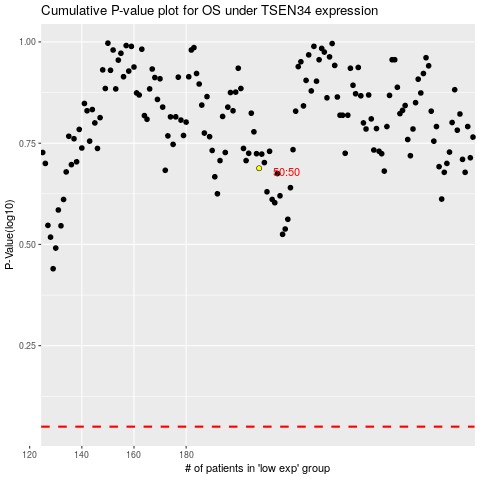 Cumulative P-value plot for OS under TSEN34 expression
P-Value(log10)
1.00
0.75
0.50
0.25
50:50
120 140 160 180
# of patients in 'low exp' group